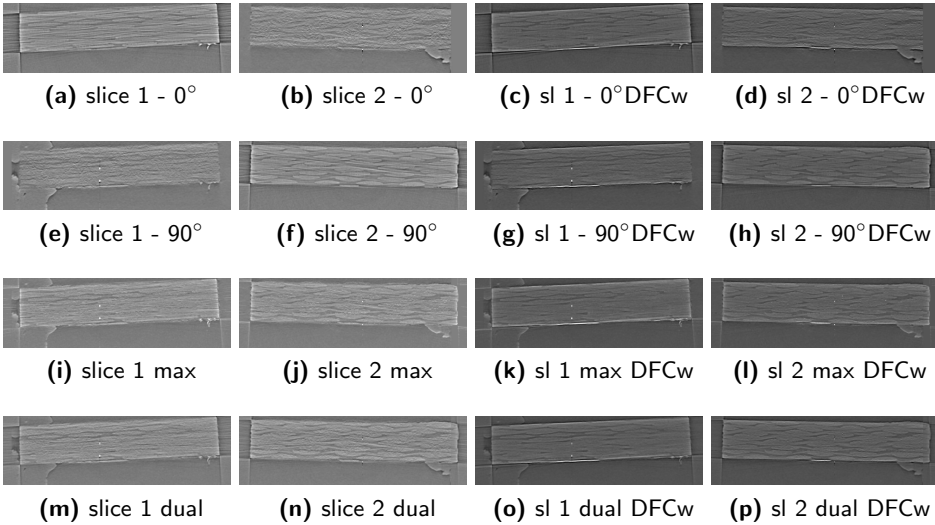 (a) slice 1 - 0° (b) slice 2 - 0° (c) sl 1 - 0°DFCw (d) sl 2 - 0°DFCw
(e) slice 1 - 90° (f) slice 2 - 90° (g) sl 1 - 90°DFCw (h) sl 2 - 90°DFCw
(i) slice 1 max (j) slice 2 max (k) sl 1 max DFCw (l) sl 2 max DFCw
(m) slice 1 dual (n) slice 2 dual (o) sl 1 dual DFCw (p) sl 2 dual DFCw